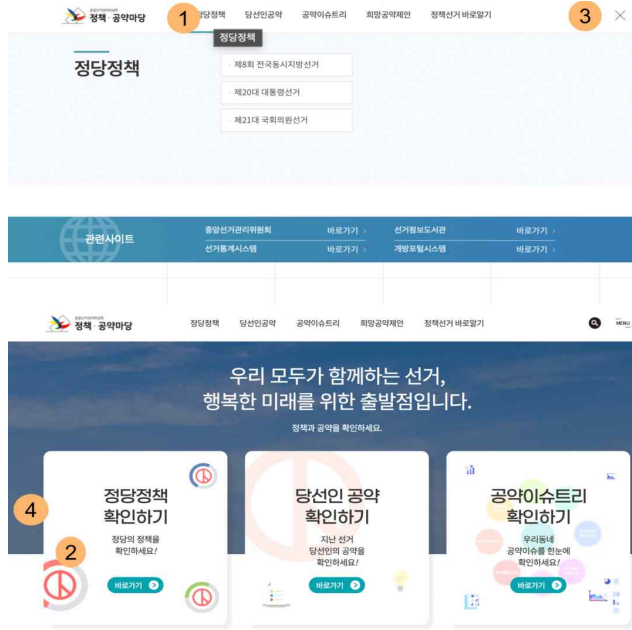 정책·공약마당
1
정당정책
당선인공약
공약이슈트리
희망공약제안
정책선거 바로알기
3
정당정책
정당정책
· 제8회 전국동시지방선거
· 제20대 대통령선거
· 제21대 국회의원선거
관련사이트
중앙선거관리위원회 바로가기 >
선거정보도서관 바로가기 >
선거통계시스템 바로가기 >
개방포털시스템 바로가기 >
정책·공약마당
정당정책
당선인공약
공약이슈트리
희망공약제안
정책선거 바로알기
MENU
우리 모두가 함께하는 선거,
행복한 미래를 위한 출발점입니다.
정책과 공약을 확인하세요.
4
정당정책
확인하기
정당의 정책을
확인하세요!
2
바로가기
당선인 공약
확인하기
지난 선거
당선인의 공약을
확인하세요!
바로가기
공약이슈트리
확인하기
우리동네
공약이슈를 한눈에
확인하세요!
바로가기